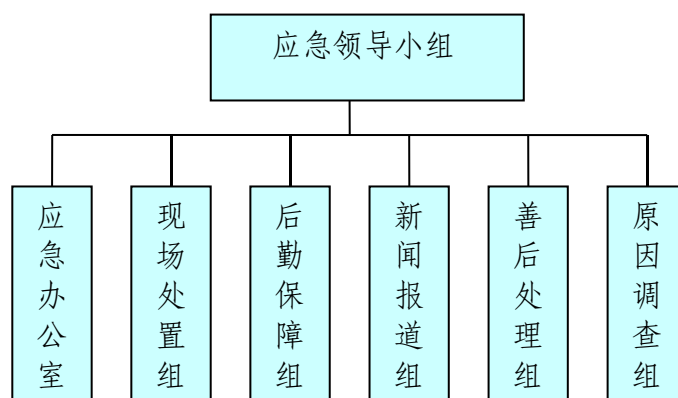 应急领导小组
应急办公室
现场处置组
后勤保障组
新闻报道组
善后处理组
原因调查组